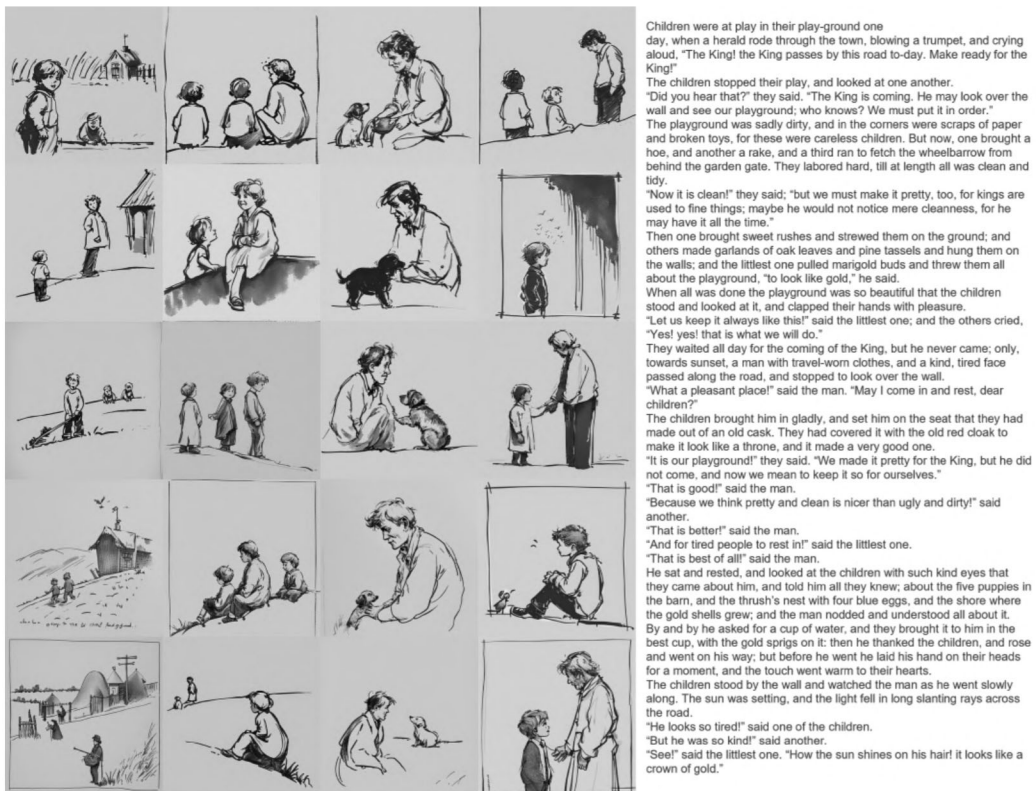 Children were at play in their play-ground one
day, when a herald rode through the town, blowing a trumpet, and crying
aloud, “The King! the King passes by this road to-day. Make ready for the
King!”
The children stopped their play, and looked at one another.
“Did you hear that?” they said. “The King is coming. He may look over the
wall and see our playground; who knows? We must put it in order.”
The playground was sadly dirty, and in the corners were scraps of paper
and broken toys, for these were careless children. But now, one brought a
hoe, and another a rake, and a third ran to fetch the wheelbarrow from
behind the garden gate. They labored hard, till at length all was clean and
tidy.
“Now it is clean!” they said; “but we must make it pretty, too, for kings are
used to fine things; maybe he would not notice mere cleanness, for he
may have it all the time.”
Then one brought sweet rushes and strewed them on the ground; and
others made garlands of oak leaves and pine tassels and hung them on
the walls; and the littlest one pulled marigold buds and threw them all
about the playground, “to look like gold,” he said.
When all was done the playground was so beautiful that the children
stood and looked at it, and clapped their hands with pleasure.
“Let us keep it always like this!” said the littlest one; and the others cried,
“Yes! yes! that is what we will do.”
They waited all day for the coming of the King, but he never came; only,
towards sunset, a man with travel-worn clothes, and a kind, tired face
passed along the road, and stopped to look over the wall.
“What a pleasant place!” said the man. “May I come in and rest, dear
children?”
The children brought him in gladly, and set him on the seat that they had
made out of an old cask. They had covered it with the old red cloak to
make it look like a throne, and it made a very good one.
“It is our playground!” they said. “We made it pretty for the King, but he did
not come, and now we mean to keep it so for ourselves.”
“That is good!” said the man.
“Because we think pretty and clean is nicer than ugly and dirty!” said
another.
“That is better!” said the man.
“And for tired people to rest in!” said the littlest one.
“That is best of all!” said the man.
He sat and rested, and looked at the children with such kind eyes that
they came about him, and told him all they knew; about the five puppies in
the barn, and the thrush’s nest with four blue eggs, and the shore where
the gold shells grew; and the man nodded and understood all about it.
By and by he asked for a cup of water, and they brought it to him in the
best cup, with the gold sprigs on it: then he thanked the children, and rose
and went on his way; but before he went he laid his hand on their heads
for a moment, and the touch went warm to their hearts.
The children stood by the wall and watched the man as he went slowly
along. The sun was setting, and the light fell in long slanting rays across
the road.
“He looks so tired!” said one of the children.
“But he was so kind!” said another.
“See!” said the littlest one. “How the sun shines on his hair! it looks like a
crown of gold.”